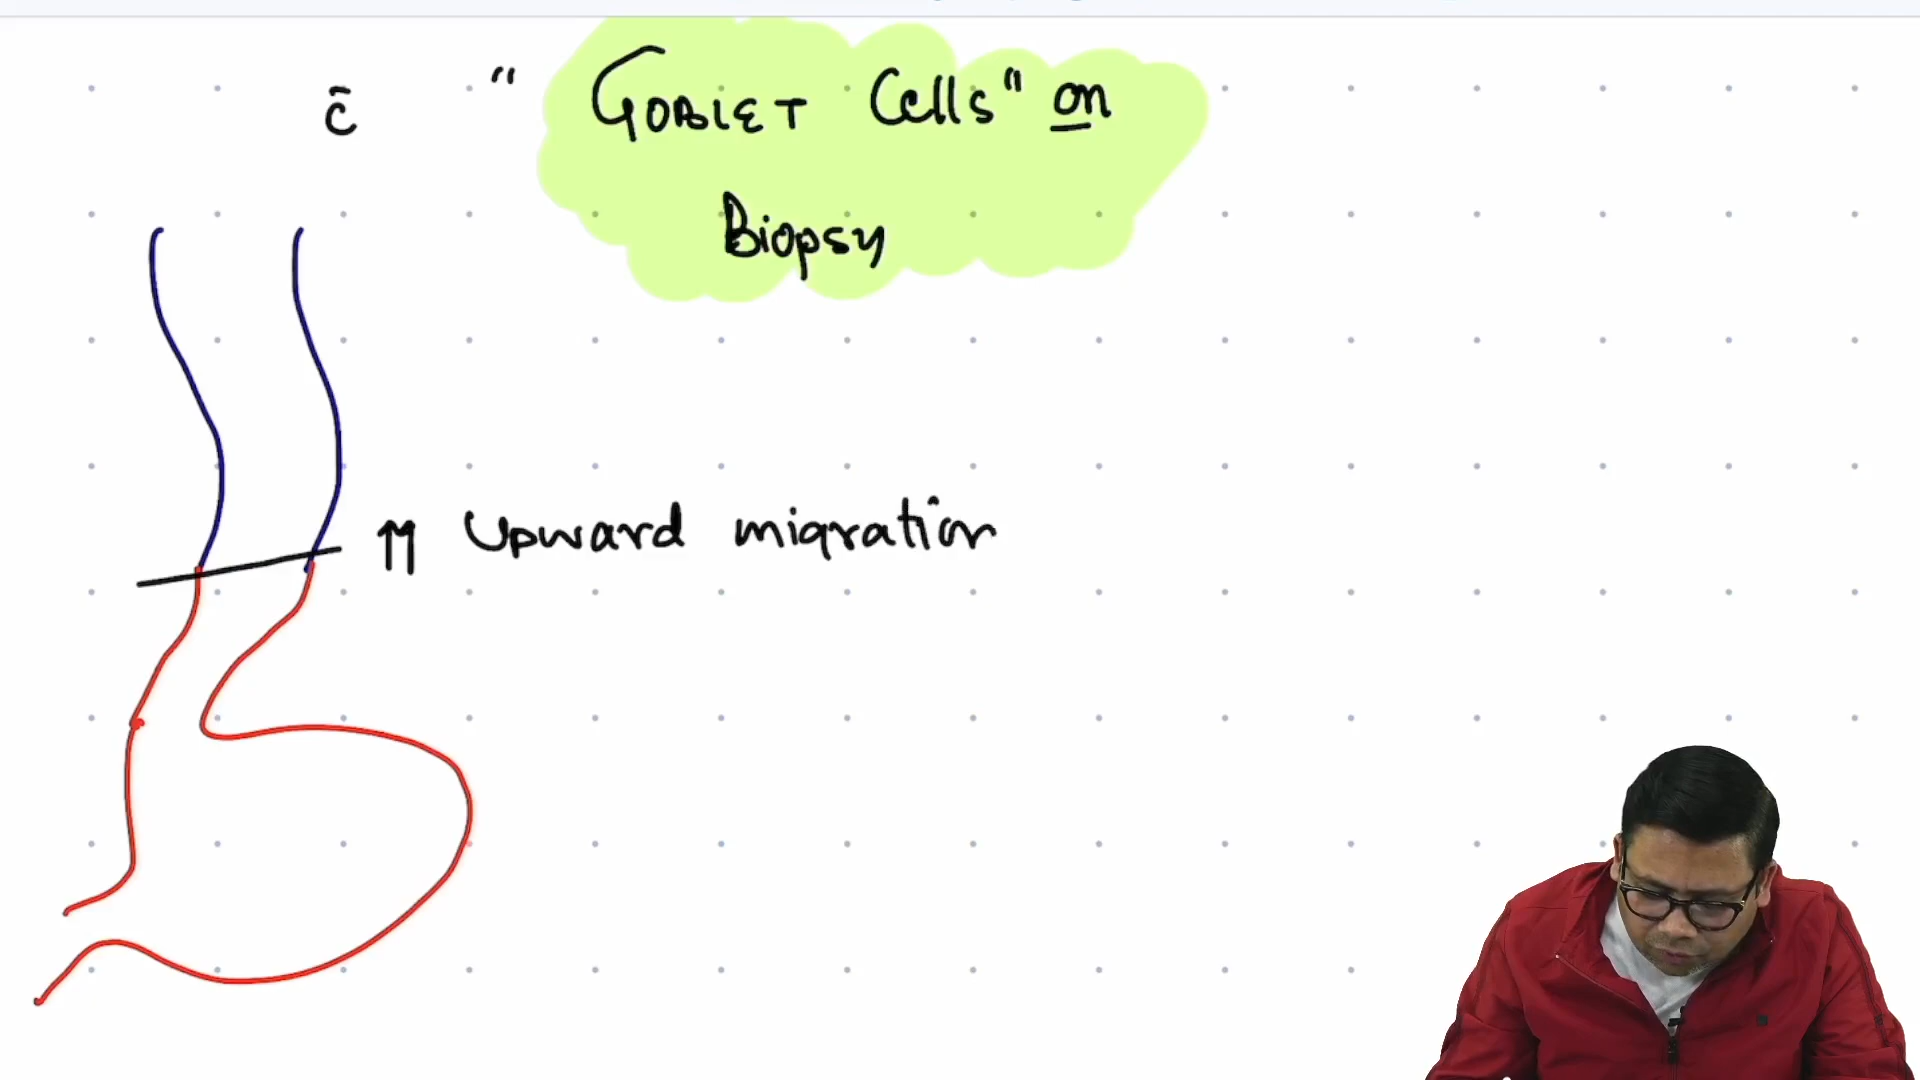 c̄ " GOBLET Cells" on
Biopsy
⇈ Upward migration